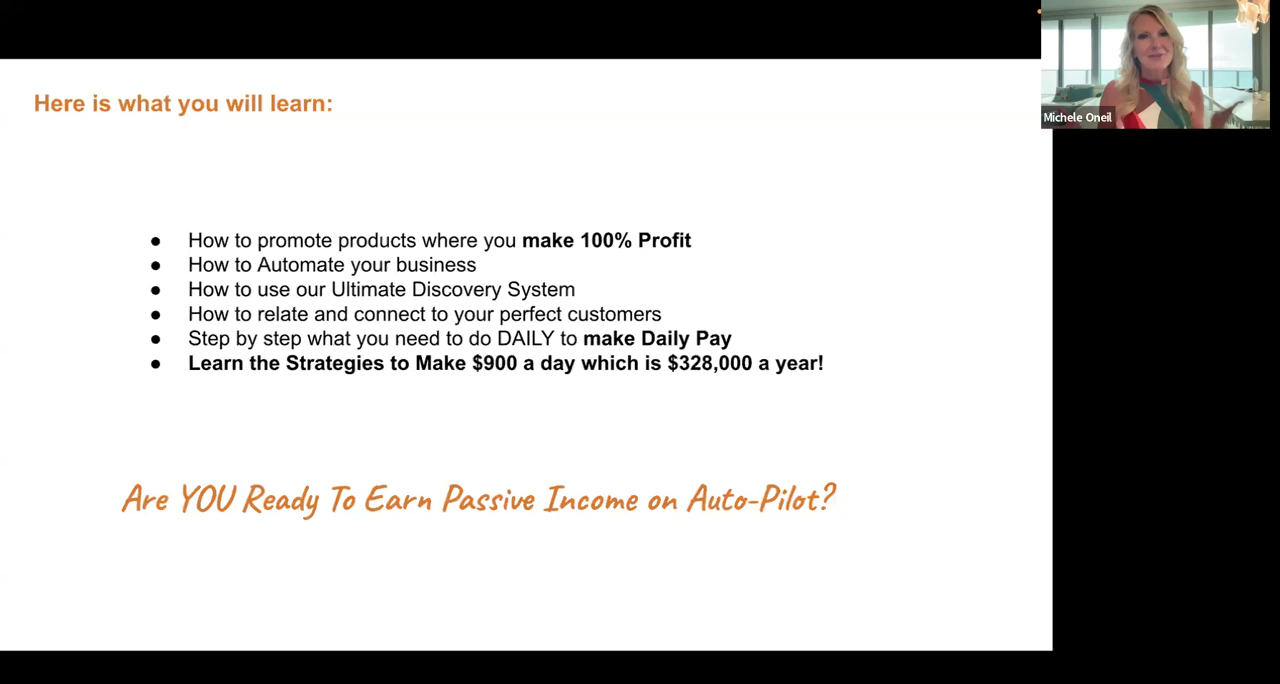 Here is what you will learn:
● How to promote products where you make 100% Profit
● How to Automate your business
● How to use our Ultimate Discovery System
● How to relate and connect to your perfect customers
● Step by step what you need to do DAILY to make Daily Pay
● Learn the Strategies to Make $900 a day which is $328,000 a year!
Are YOU Ready To Earn Passive Income on Auto-Pilot?
Michele Oneil